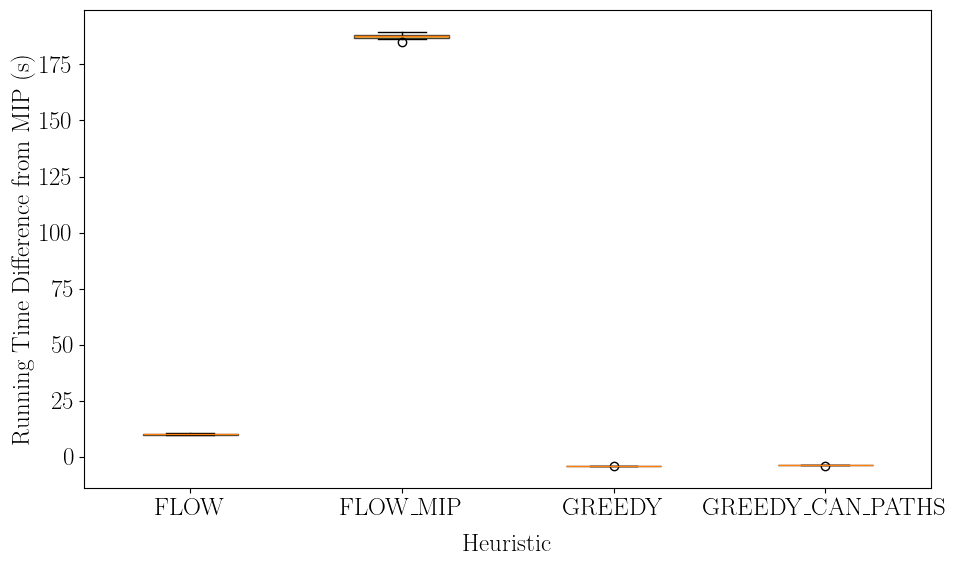 Running Time Difference from MIP (s)
175
150
125
100
75
50
25
0
FLOW FLOW_MIP GREEDY GREEDY_CAN_PATHS
Heuristic